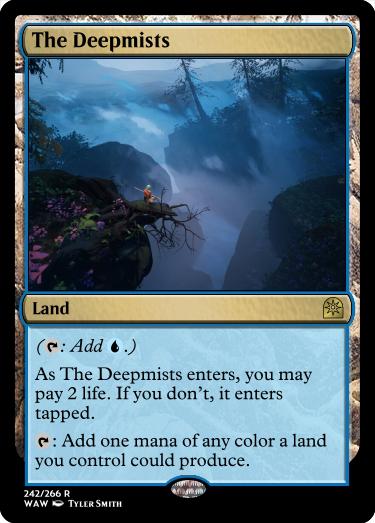 The Deepmists
Land
(: Add .)
As The Deepmists enters, you may
pay 2 life. If you don't, it enters
tapped.
: Add one mana of any color a land
you control could produce.
242/266 R
WAW Tyler Smith